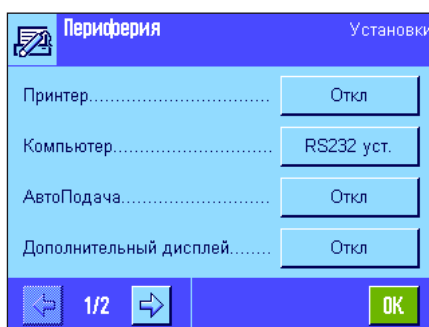 Периферия Установки
Принтер................................ Откл
Компьютер............................ RS232 уст.
АвтоПодача........................... Откл
Дополнительный дисплей........ Откл
1/2 OK